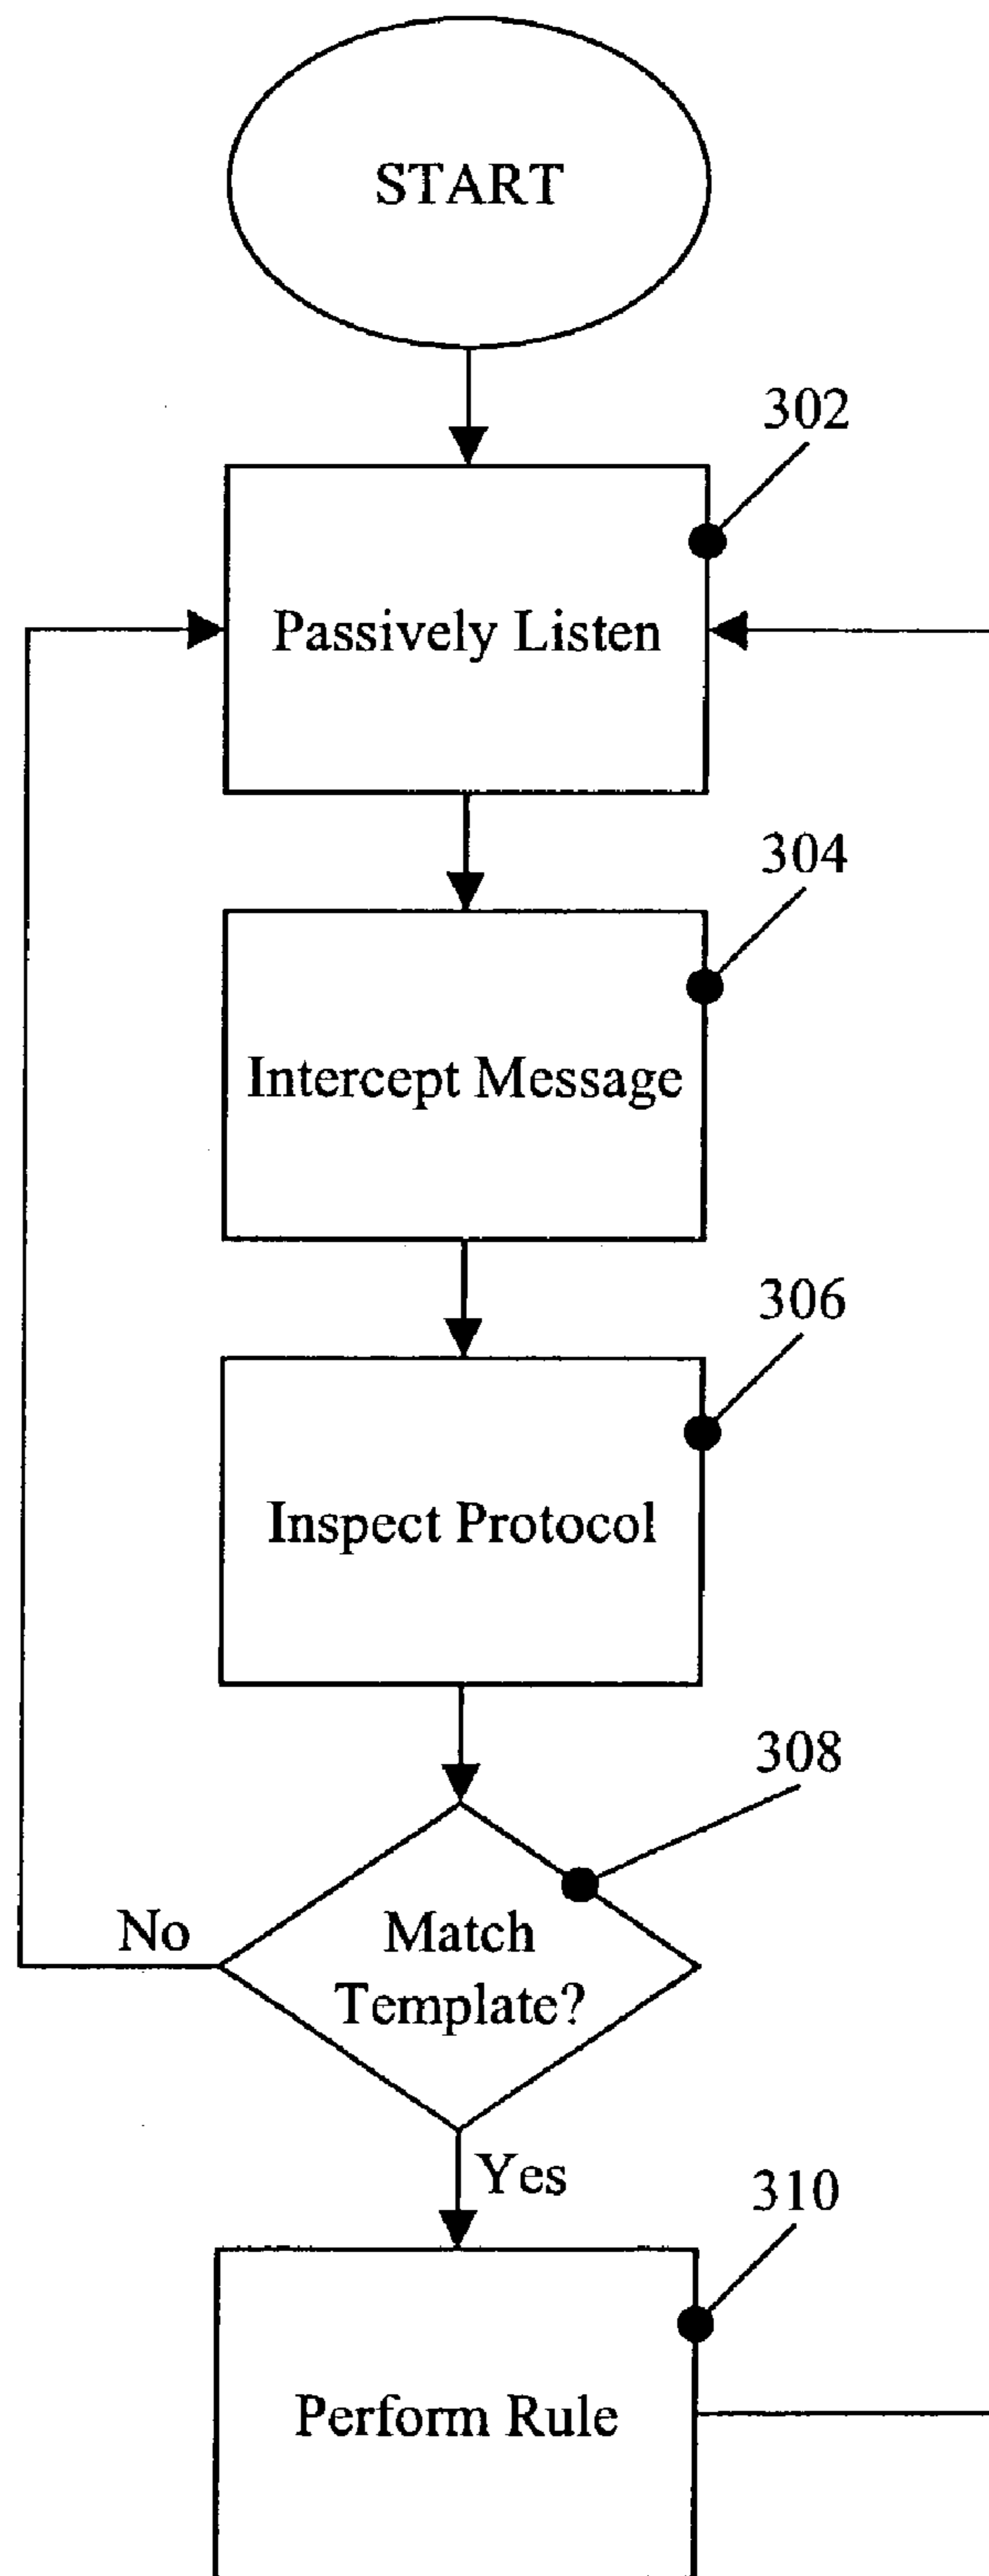 START
302
Passively Listen
304
Intercept Message
306
Inspect Protocol
308
No
Match
Template?
Yes
310
Perform Rule